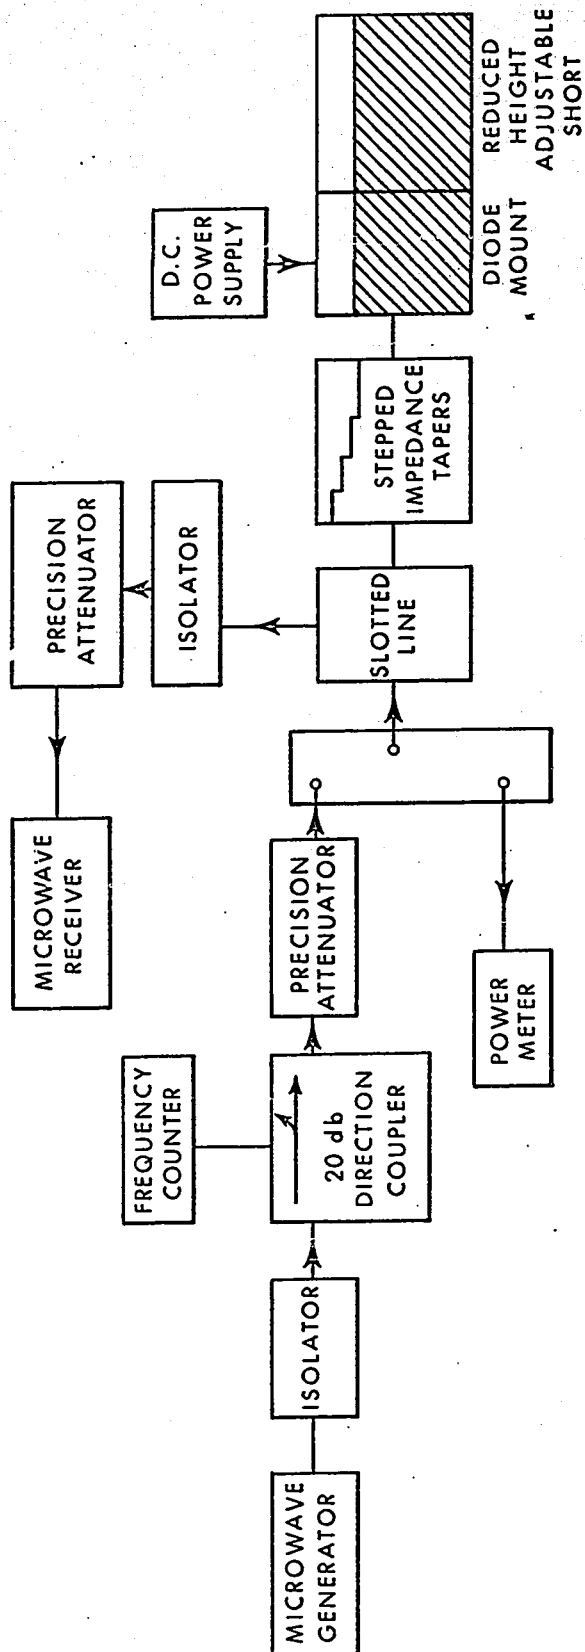 MICROWAVE
GENERATOR
ISOLATOR
FREQUENCY
COUNTER
20 db
DIRECTION
COUPLER
PRECISION
ATTENUATOR
POWER
METER
MICROWAVE
RECEIVER
PRECISION
ATTENUATOR
ISOLATOR
SLOTTED
LINE
STEPPED
IMPEDANCE
TAPERS
D.C.
POWER
SUPPLY
DIODE
MOUNT
REDUCED
HEIGHT
ADJUSTABLE
SHORT